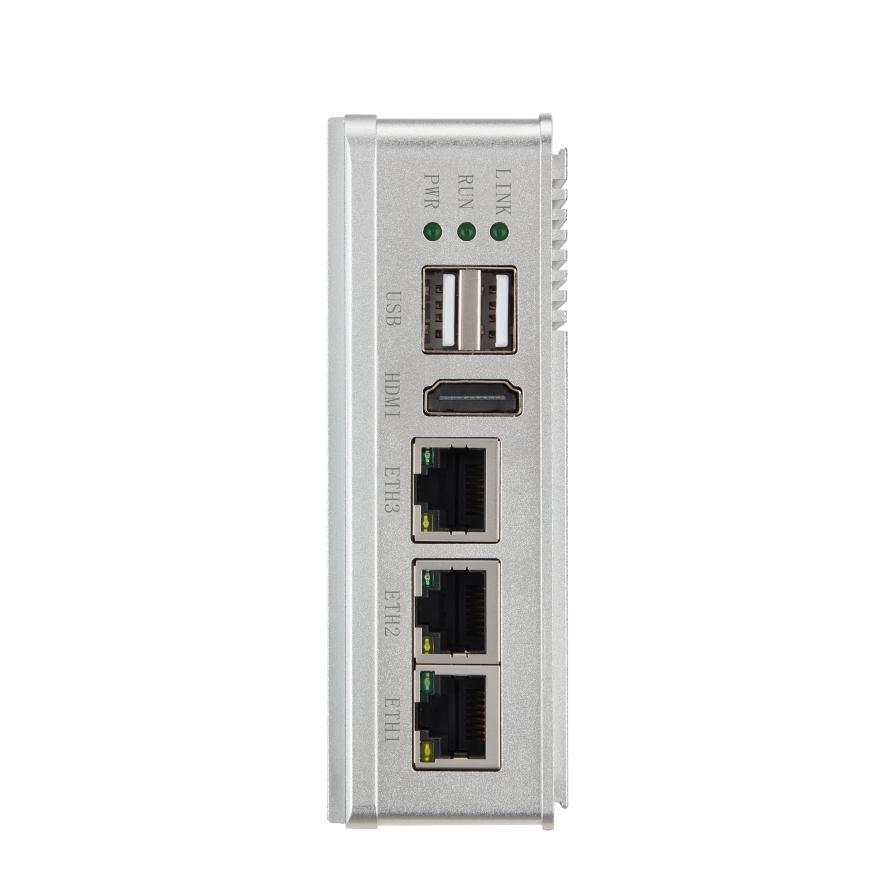 PWR
RUN
LINK
USB
HDMI
ETH3
ETH2
ETH1